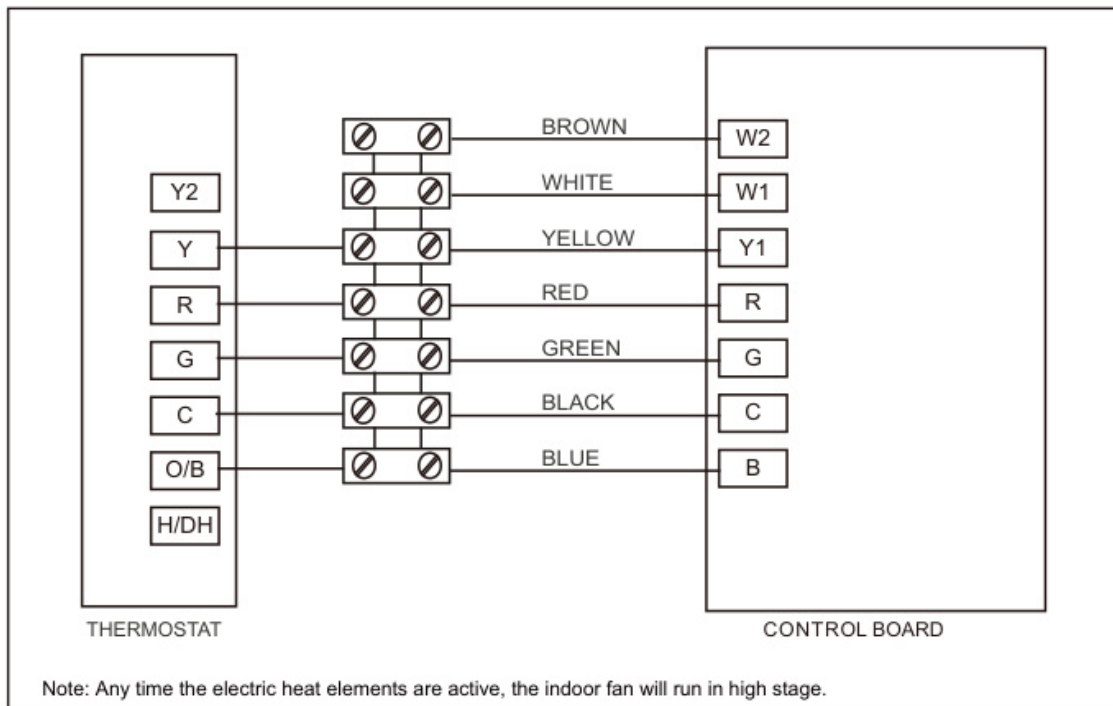 BROWN
W2
WHITE
Y2
W1
YELLOW
Y
Y1
RED
R
R
GREEN
G
G
BLACK
C
C
BLUE
O/B
B
H/DH
THERMOSTAT
CONTROL BOARD
Note: Any time the electric heat elements are active, the indoor fan will run in high stage.